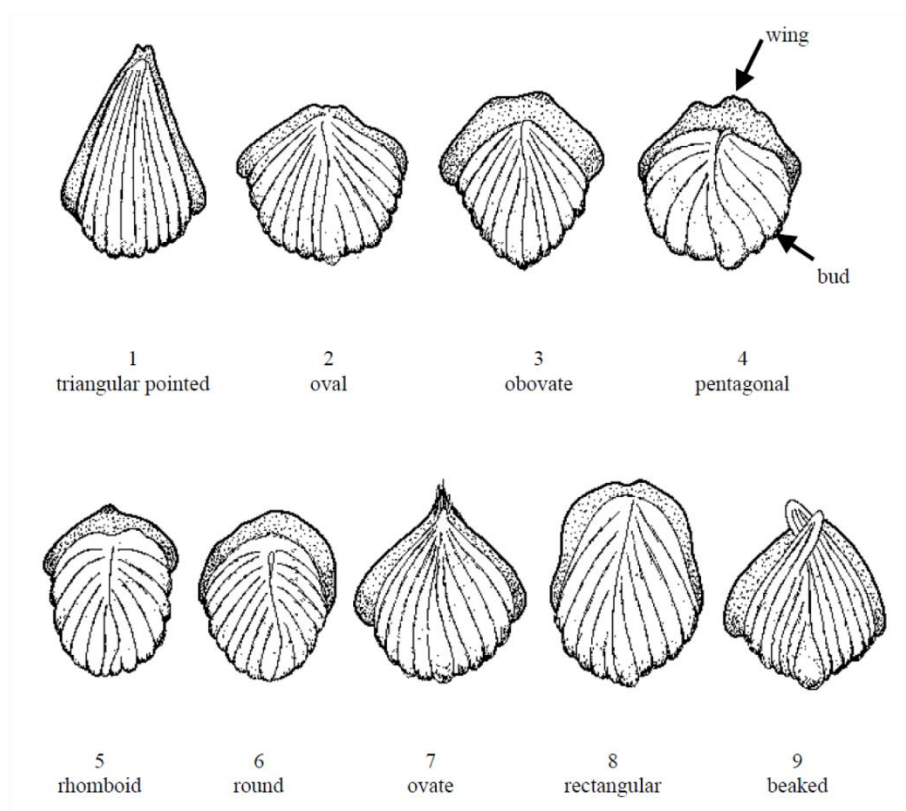 wing
bud
1 2 3 4
triangular pointed oval obovate pentagonal
5 6 7 8 9
rhomboid round ovate rectangular beaked